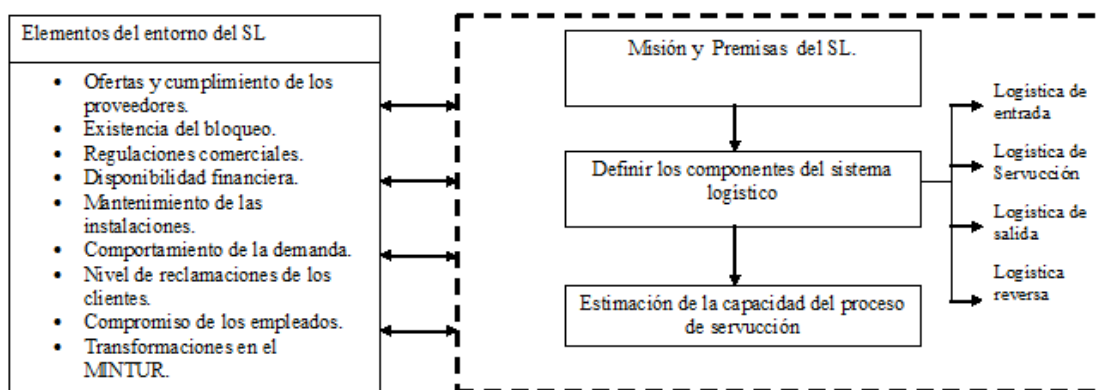 Elementos del entorno del SL
• Ofertas y cumplimiento de los
proveedores.
• Existencia del bloqueo.
• Regulaciones comerciales.
• Disponibilidad financiera.
• Mantenimiento de las
instalaciones.
• Comportamiento de la demanda.
• Nivel de reclamaciones de los
clientes.
• Compromiso de los empleados.
• Transformaciones en el
MINTUR.
Misión y Premisas del SL.
Definir los componentes del sistema
logístico
Estimación de la capacidad del proceso
de servucción
Logística de
entrada
Logística de
Servucción
Logística de
salida
Logística
reversa